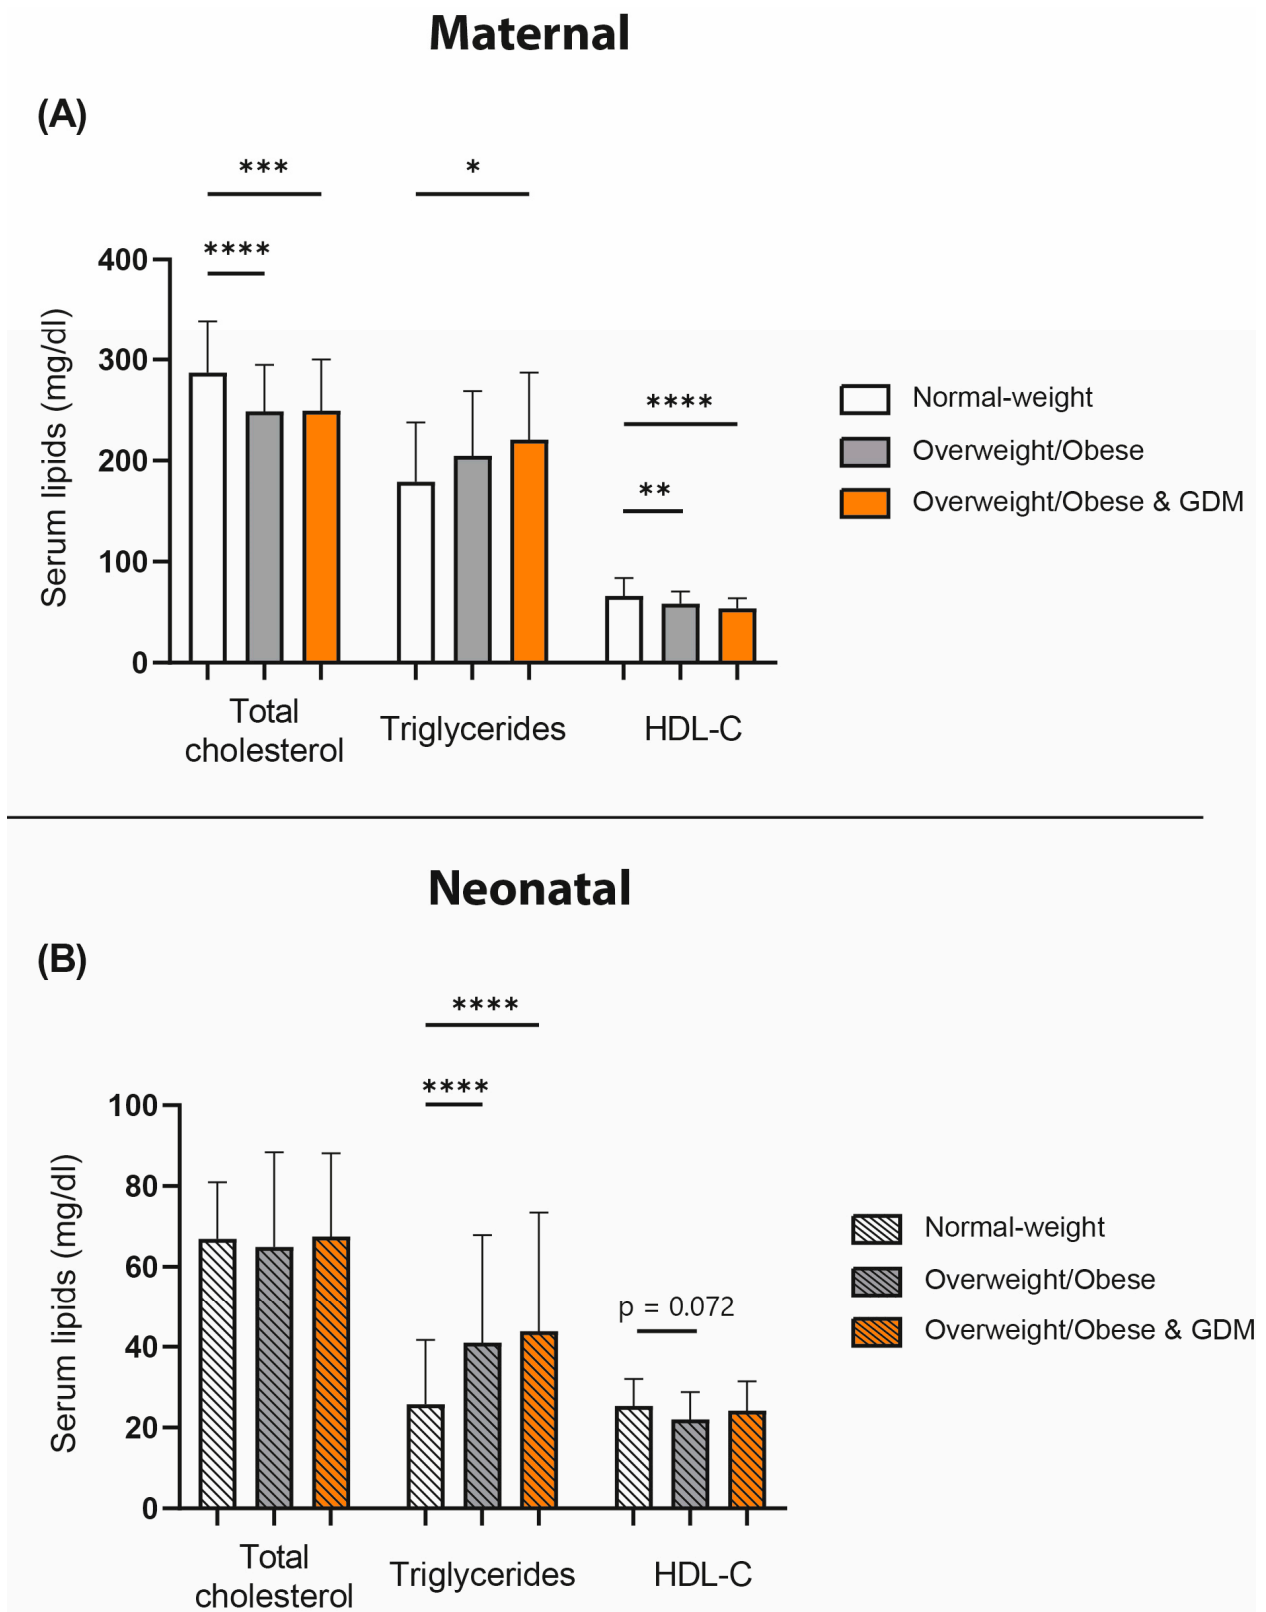 Maternal
(A)
*** *
****
400
300
200
100
0
Serum lipids (mg/dl)
****
**
Normal-weight
Overweight/Obese
Overweight/Obese & GDM
Total
cholesterol
Triglycerides
HDL-C
Neonatal
(B)
****
****
100
80
60
40
20
0
Serum lipids (mg/dl)
p = 0.072
Normal-weight
Overweight/Obese
Overweight/Obese & GDM
Total
cholesterol
Triglycerides
HDL-C